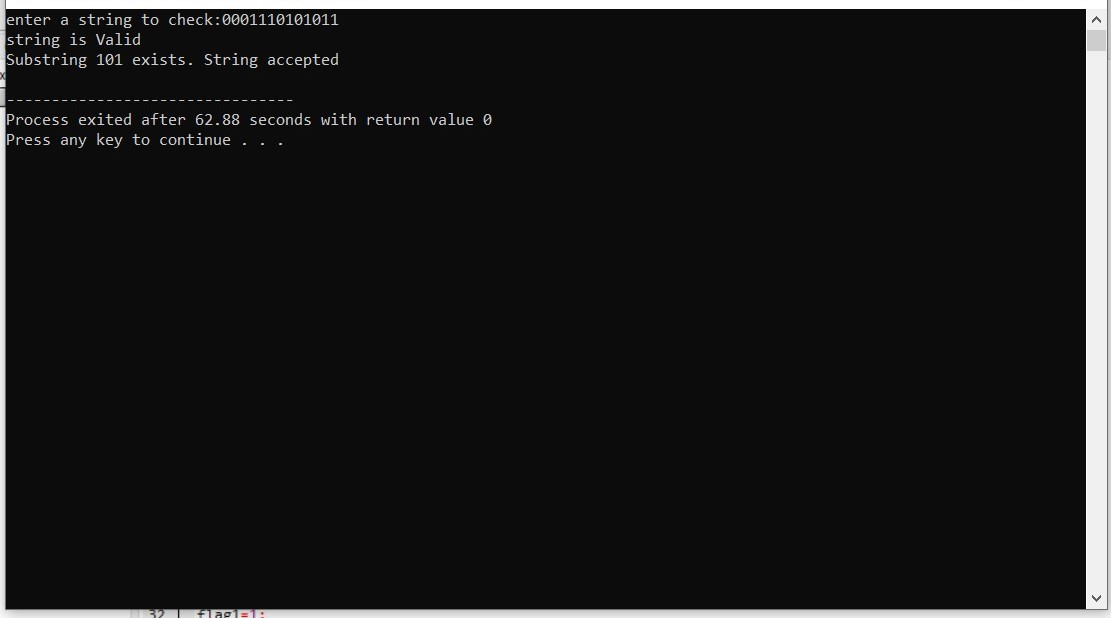 enter a string to check:0001110101011
string is Valid
Substring 101 exists. String accepted
--------------------------------
Process exited after 62.88 seconds with return value 0
Press any key to continue . . .
32 flag1=1;